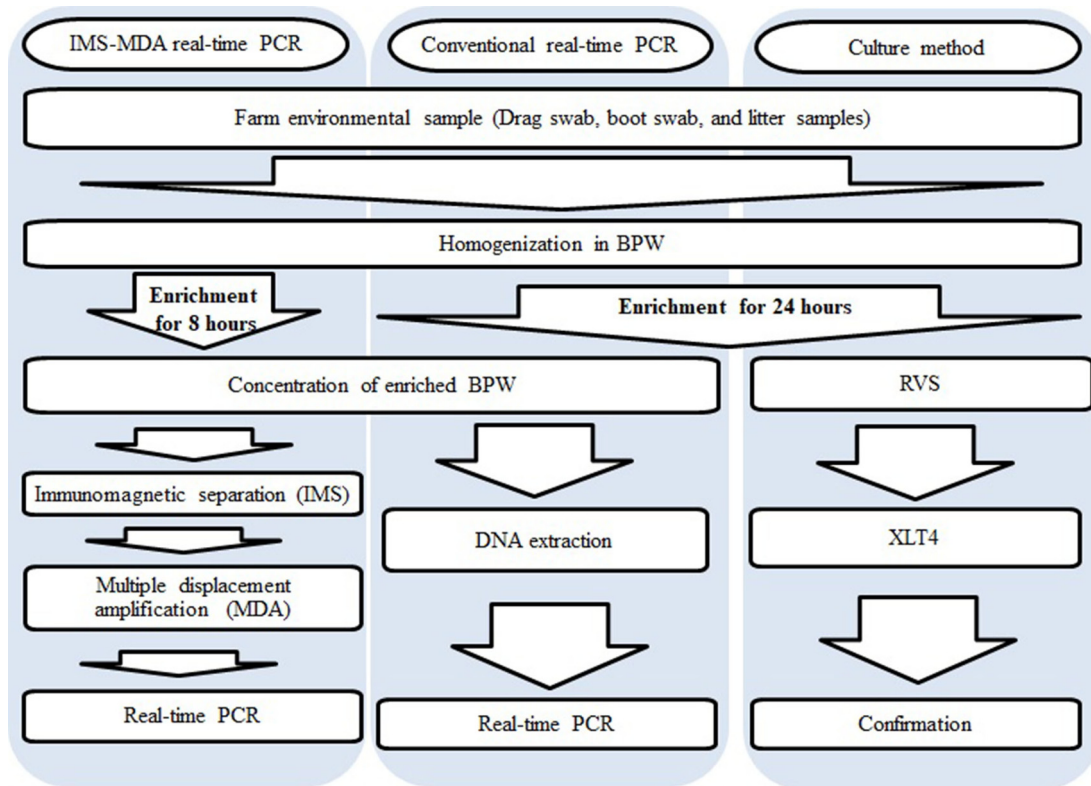 IMS-MDA real-time PCR
Conventional real-time PCR
Culture method
Farm environmental sample (Drag swab, boot swab, and litter samples)
Homogenization in BPW
Enrichment
for 8 hours
Enrichment for 24 hours
Concentration of enriched BPW
RVS
Immunomagnetic separation (IMS)
DNA extraction
XLT4
Multiple displacement
amplification (MDA)
Real-time PCR
Real-time PCR
Confirmation